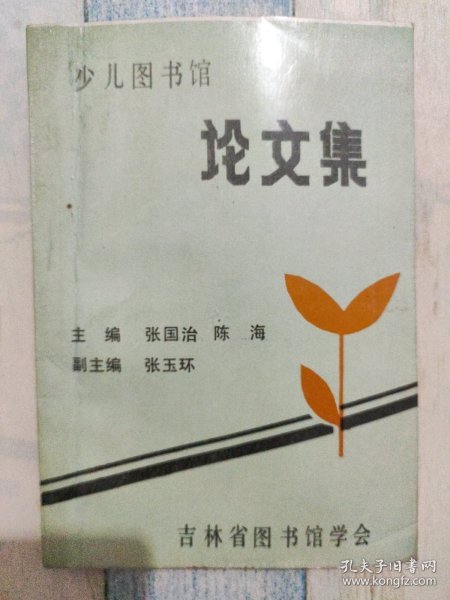 少儿图书馆
论文集
主编 张国治 陈海
副主编 张玉环
吉林省图书馆学会
孔夫子旧书网
www.kongfz.com